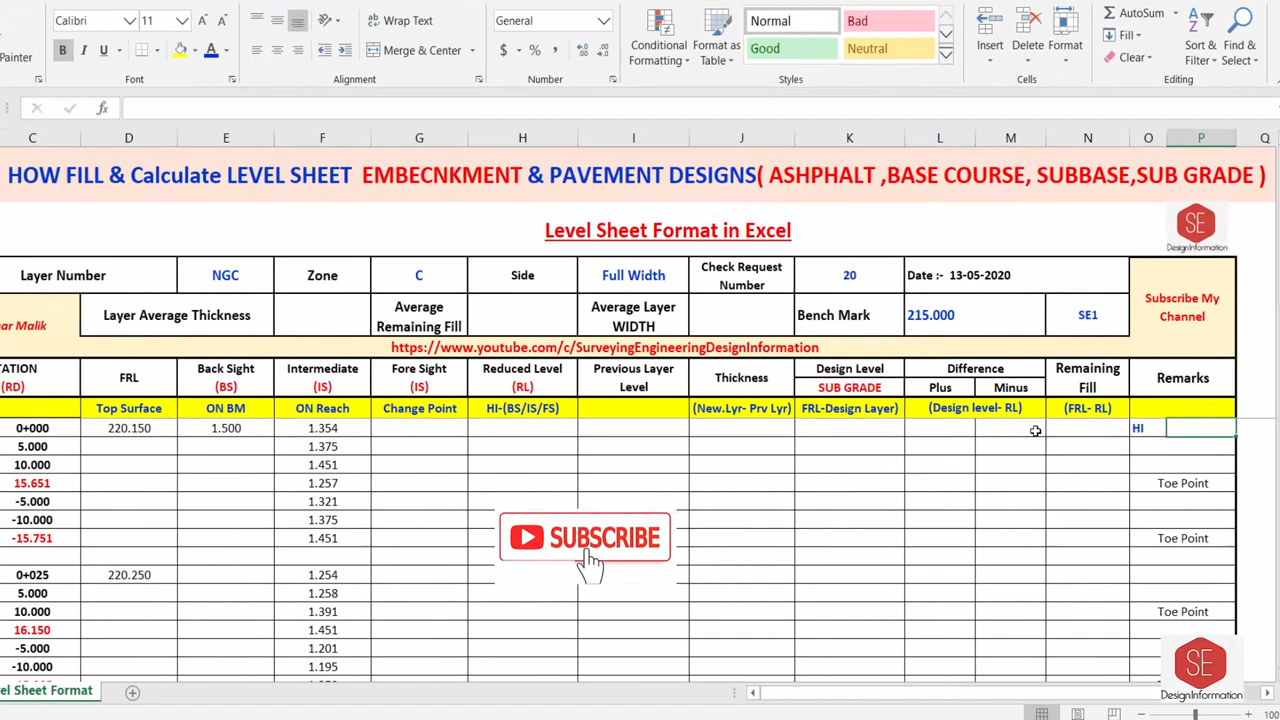 Calibri 11 Wrap Text General Normal Bad AutoSum
Painter B I U Merge & Center $ % Conditional Formatting Format as Table Good Neutral Insert Delete Format Fill Clear Sort & Filter Find & Select
Font Alignment Number Styles Cells Editing
fx
C D E F G H I J K L M N O P Q
HOW FILL & Calculate LEVEL SHEET EMBECNKMENT & PAVEMENT DESIGNS( ASHPHALT ,BASE COURSE, SUBBASE,SUB GRADE )
Level Sheet Format in Excel
SE
DesignInformation
Layer Number NGC Zone C Side Full Width Check Request Number 20 Date :- 13-05-2020
Subscribe My Channel
ar Malik Layer Average Thickness Average Remaining Fill Average Layer WIDTH Bench Mark 215.000 SE1
https://www.youtube.com/c/SurveyingEngineeringDesignInformation
TATION (RD) FRL Back Sight (BS) Intermediate (IS) Fore Sight (IS) Reduced Level (RL) Previous Layer Level Thickness Design Level SUB GRADE Difference Plus Minus Remaining Fill Remarks
Top Surface ON BM ON Reach Change Point HI-(BS/IS/FS) (New.Lyr- Prv Lyr) FRL-Design Layer) (Design level- RL) (FRL- RL)
0+000 220.150 1.500 1.354 HI
5.000 1.375
10.000 1.451
15.651 1.257 Toe Point
-5.000 1.321
-10.000 1.375
-15.751 1.451 Toe Point
SUBSCRIBE
0+025 220.250 1.254
5.000 1.258
10.000 1.391 Toe Point
16.150 1.451
-5.000 1.201
-10.000 1.195
SE
DesignInformation
el Sheet Format
100